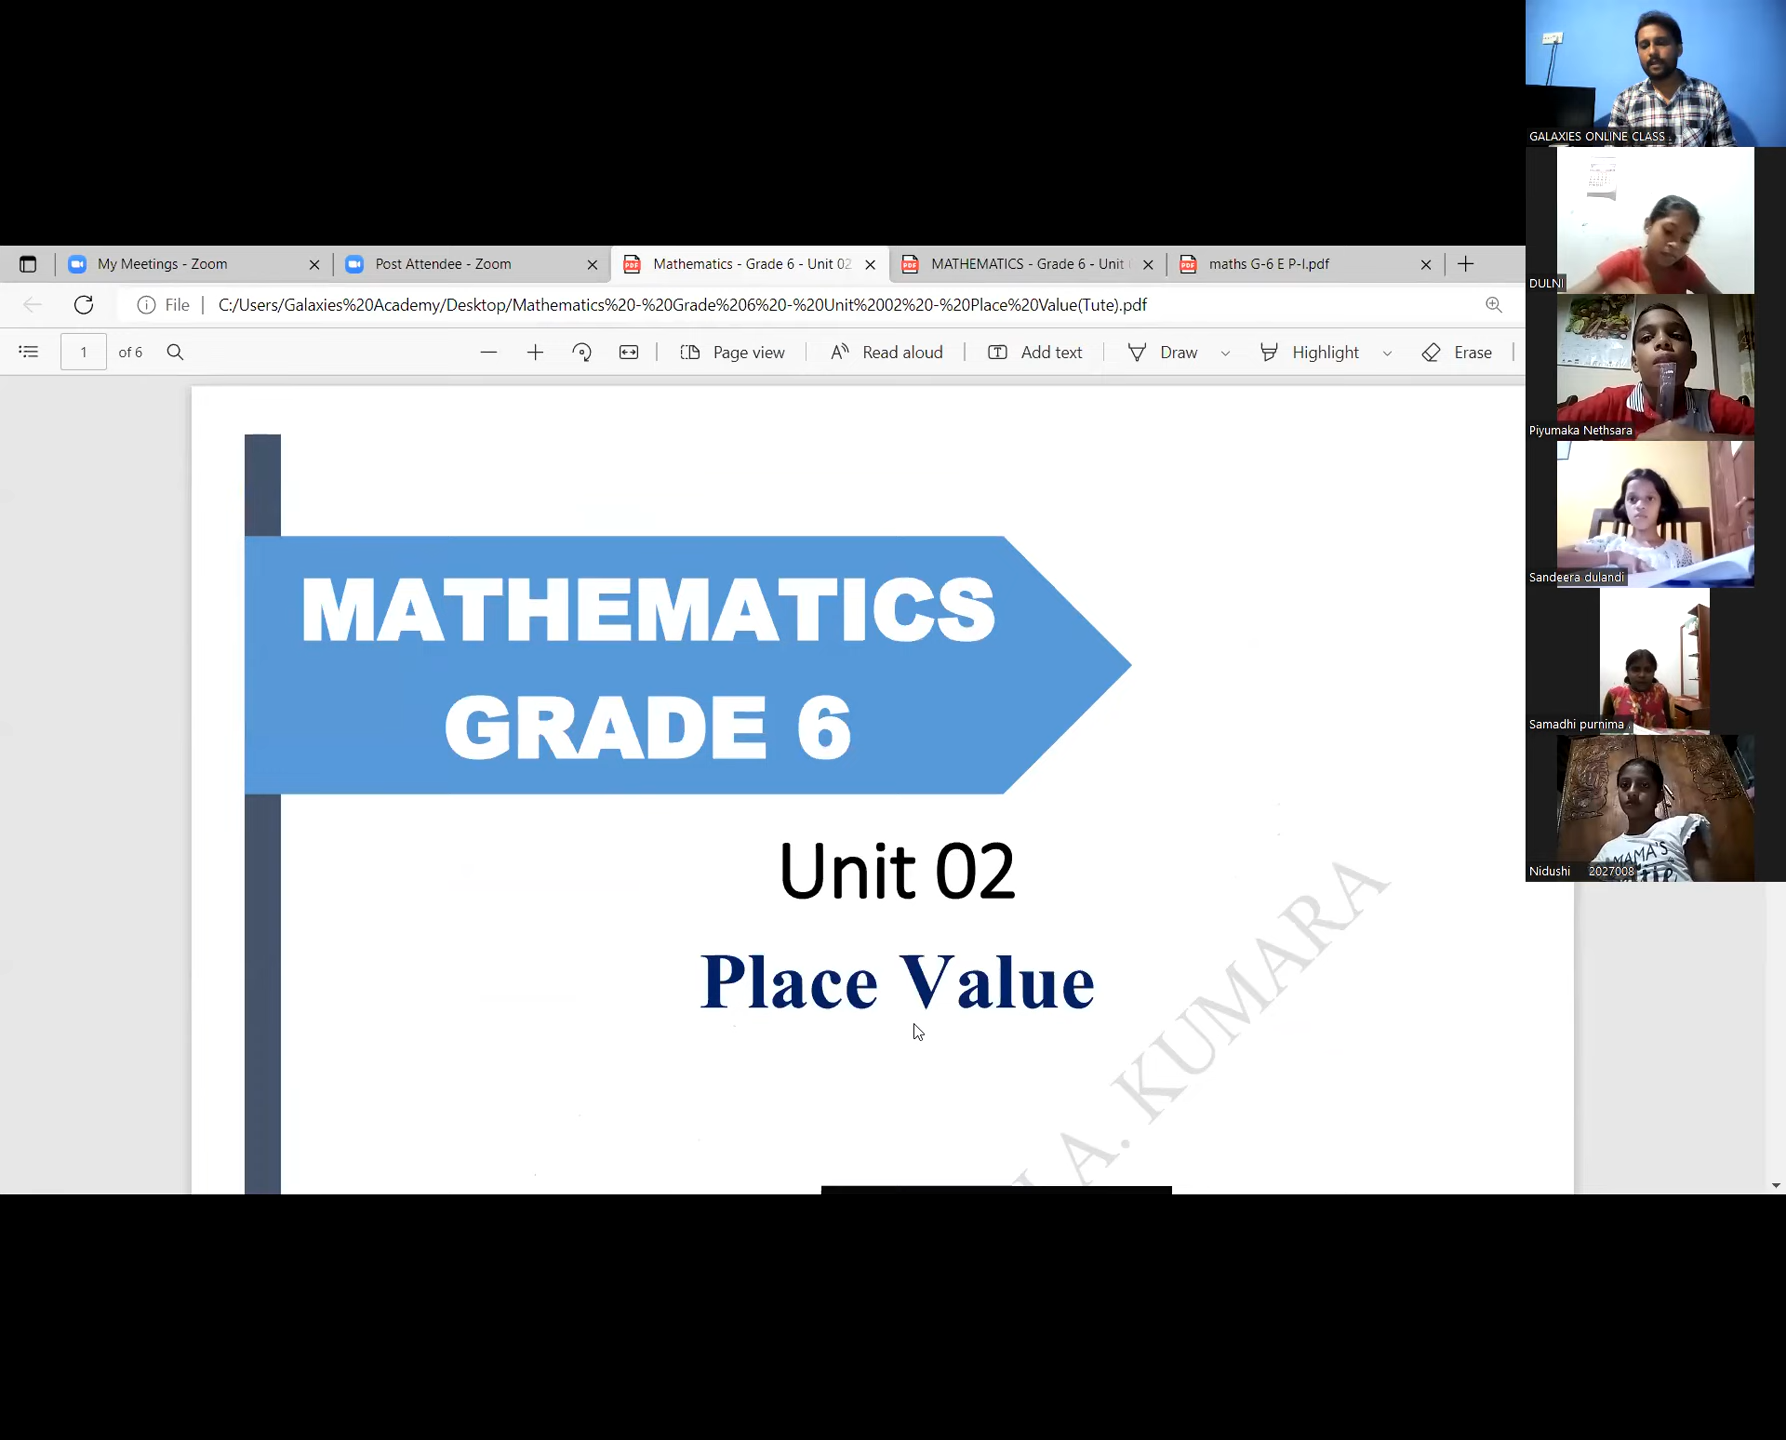 GALAXIES ONLINE CLASS
My Meetings - Zoom
Post Attendee - Zoom
Mathematics - Grade 6 - Unit 02
MATHEMATICS - Grade 6 - Unit
maths G-6 E P-I.pdf
File
C:/Users/Galaxies%20Academy/Desktop/Mathematics%20-%20Grade%206%20-%20Unit%2002%20-%20Place%20Value(Tute).pdf
1 of 6
Page view
Read aloud
Add text
Draw
Highlight
Erase
MATHEMATICS
GRADE 6
Unit 02
Place Value
A. KUMARA
DULNI
Piyumaka Nethsara
Sandeera dulandi
Samadhi purnima .
MAMA'S
Nidushi 2027008